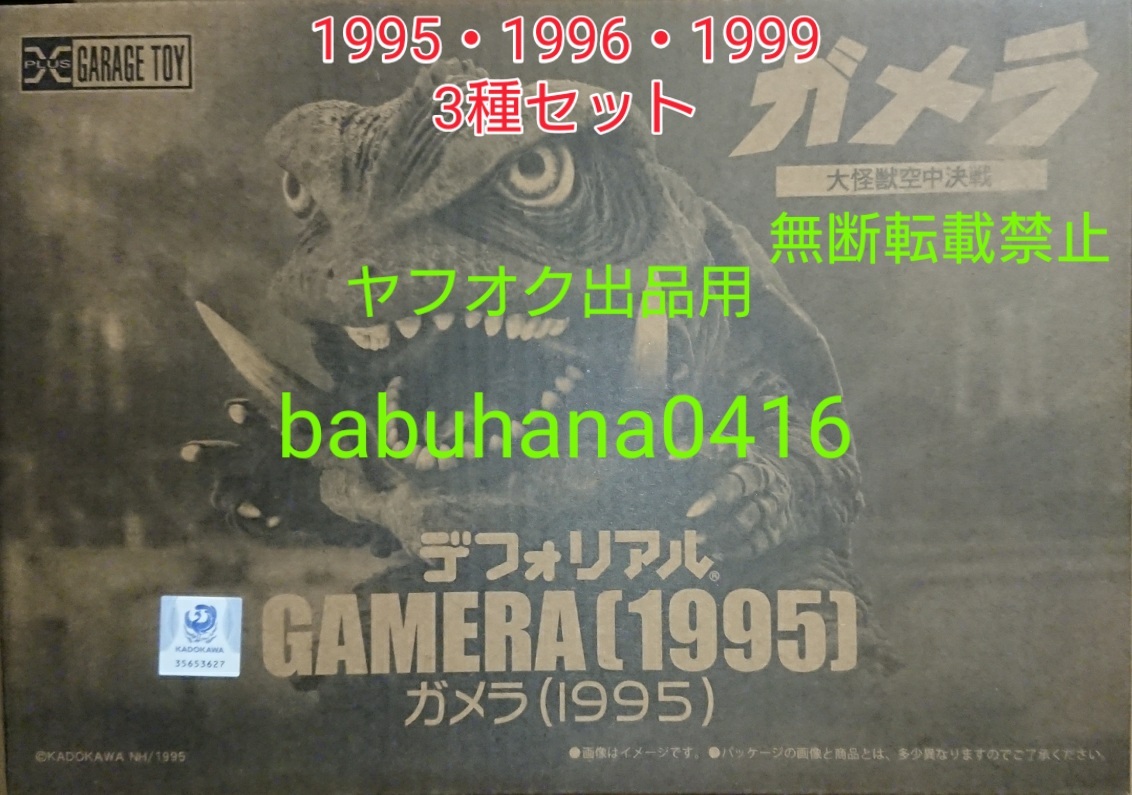 1995・1996・1999
3種セット
X PLUS GARAGE TOY
ガメラ
大怪獣空中決戦
無断転載禁止
ヤフオク出品用
babuhana0416
デフォリアル®
GAMERA(1995)
ガメラ(1995)
KADOKAWA
35653627
©KADOKAWA NH/1995
●画像はイメージです。●パッケージの画像と商品とは、多少異なりますのでご了承ください。